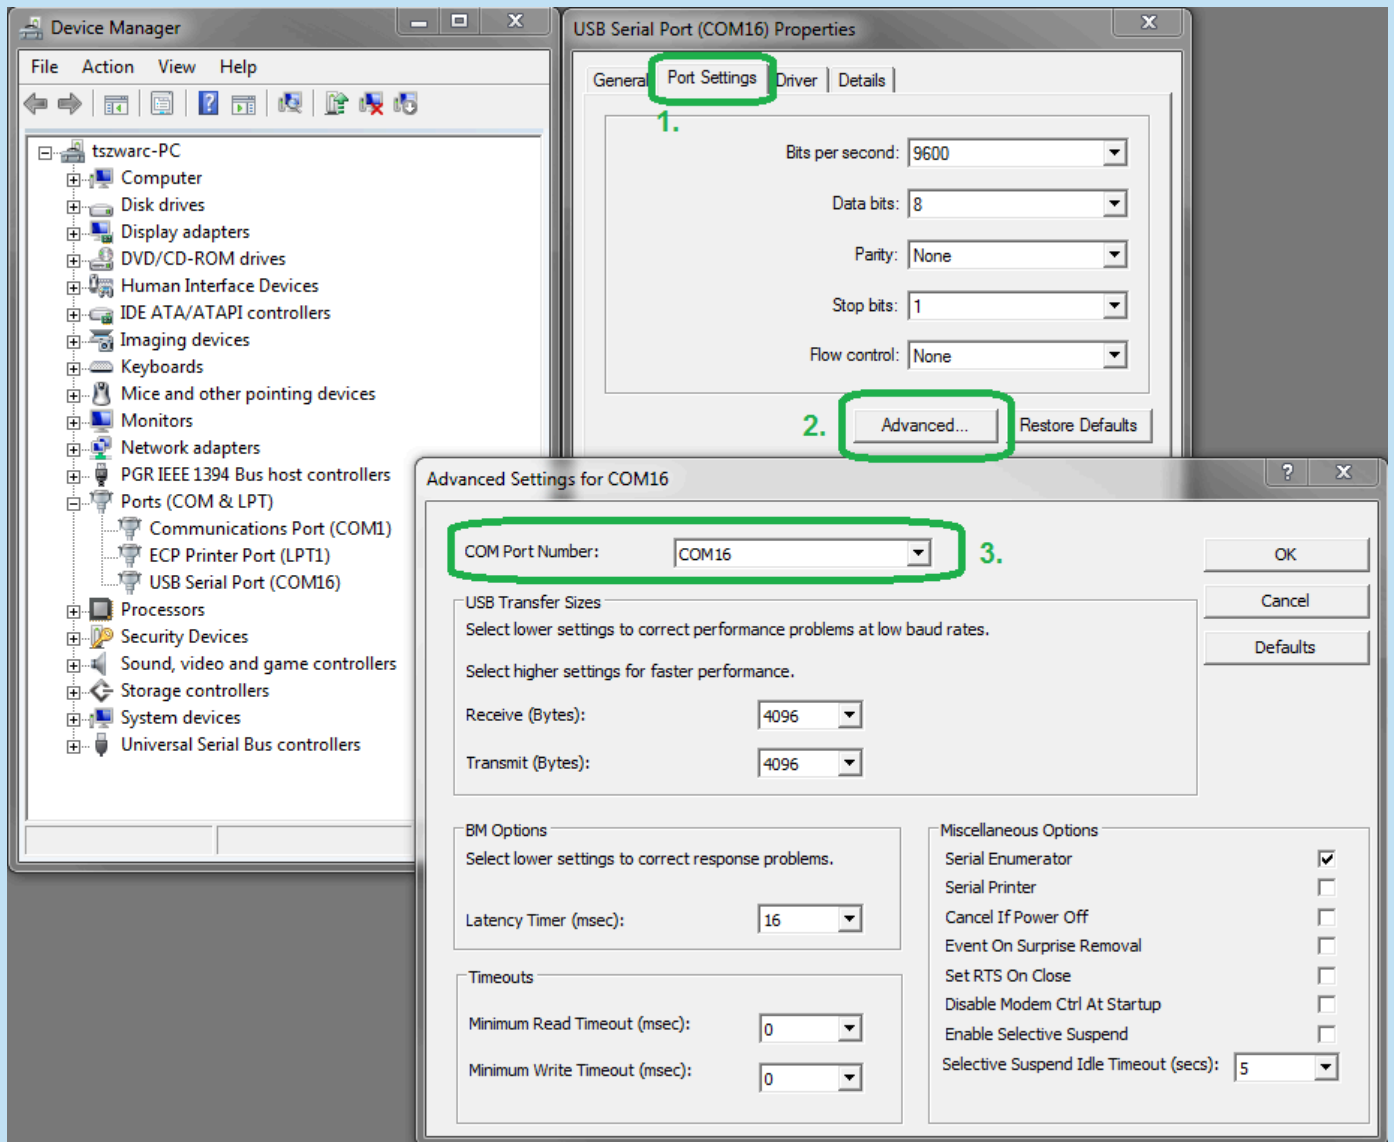 Device Manager
File Action View Help
tszwarc-PC
Computer
Disk drives
Display adapters
DVD/CD-ROM drives
Human Interface Devices
IDE ATA/ATAPI controllers
Imaging devices
Keyboards
Mice and other pointing devices
Monitors
Network adapters
PGR IEEE 1394 Bus host controllers
Ports (COM & LPT)
Communications Port (COM1)
ECP Printer Port (LPT1)
USB Serial Port (COM16)
Processors
Security Devices
Sound, video and game controllers
Storage controllers
System devices
Universal Serial Bus controllers
USB Serial Port (COM16) Properties
General Port Settings Driver Details
1.
Bits per second: 9600
Data bits: 8
Parity: None
Stop bits: 1
Flow control: None
2. Advanced... Restore Defaults
Advanced Settings for COM16
COM Port Number: COM16 3.
OK
Cancel
Defaults
USB Transfer Sizes
Select lower settings to correct performance problems at low baud rates.
Select higher settings for faster performance.
Receive (Bytes): 4096
Transmit (Bytes): 4096
BM Options
Select lower settings to correct response problems.
Latency Timer (msec): 16
Timeouts
Minimum Read Timeout (msec): 0
Minimum Write Timeout (msec): 0
Miscellaneous Options
Serial Enumerator
Serial Printer
Cancel If Power Off
Event On Surprise Removal
Set RTS On Close
Disable Modem Ctrl At Startup
Enable Selective Suspend
Selective Suspend Idle Timeout (secs): 5